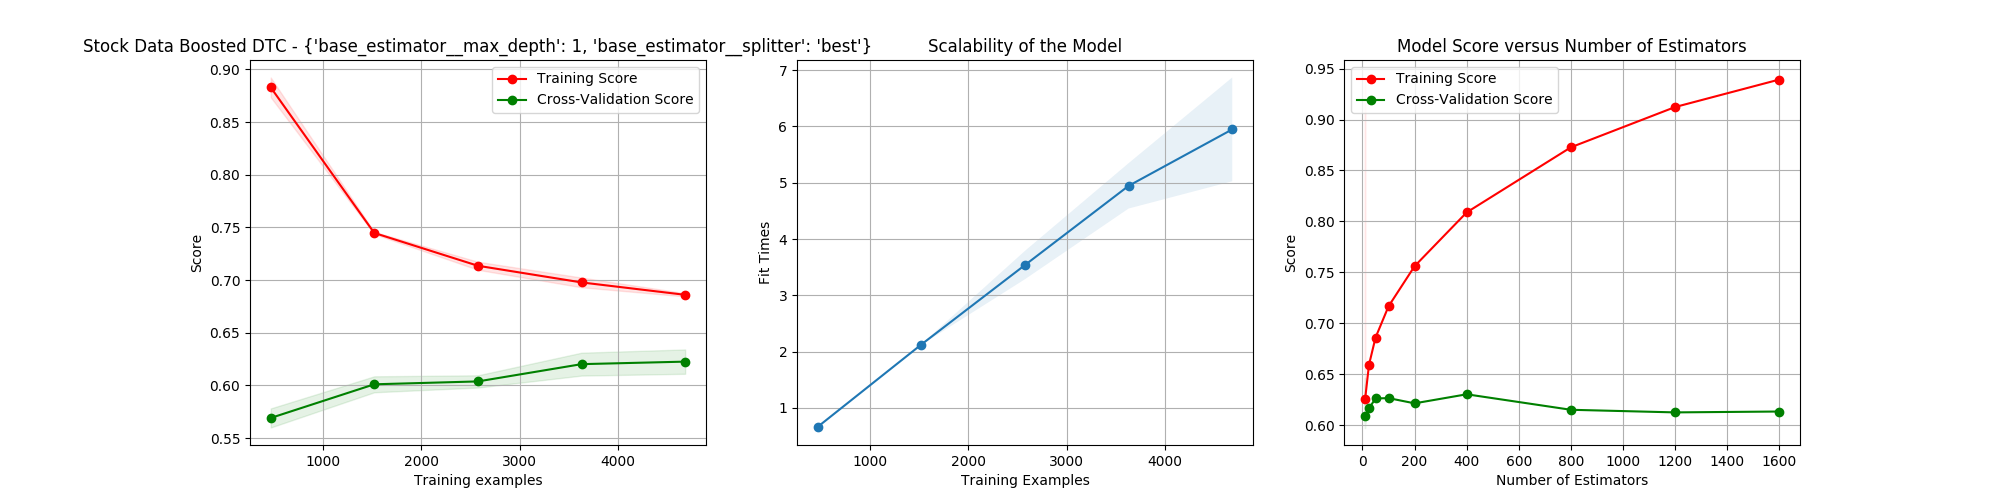 Stock Data Boosted DTC - {'base_estimator__max_depth': 1, 'base_estimator__splitter': 'best'}
Score
0.90
0.85
0.80
0.75
0.70
0.65
0.60
0.55
Training Score
Cross-Validation Score
1000 2000 3000 4000
Training examples
Scalability of the Model
Fit Times
7
6
5
4
3
2
1
1000 2000 3000 4000
Training Examples
Model Score versus Number of Estimators
Score
0.95
0.90
0.85
0.80
0.75
0.70
0.65
0.60
Training Score
Cross-Validation Score
0 200 400 600 800 1000 1200 1400 1600
Number of Estimators